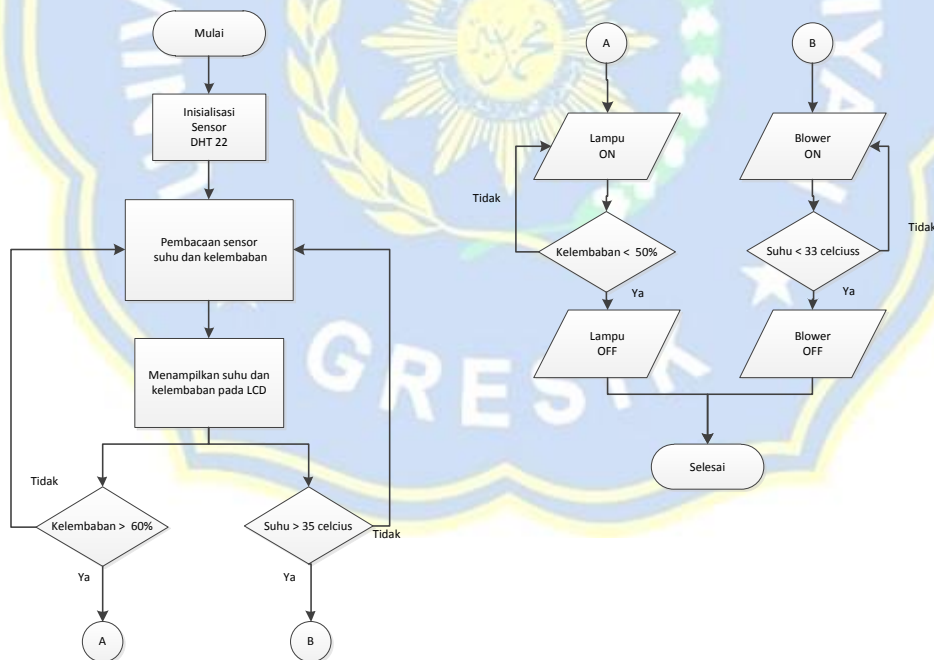 Mulai
Inisialisasi
Sensor
DHT 22
Pembacaan sensor
suhu dan kelembaban
Menampilkan suhu dan
kelembaban pada LCD
Tidak
Kelembaban > 60%
Suhu > 35 celcius
Tidak
Ya
Ya
A
B
A
Lampu
ON
Tidak
Kelembaban < 50%
Ya
Lampu
OFF
B
Blower
ON
Tidak
Suhu < 33 celciuss
Ya
Blower
OFF
Selesai
GRESIK